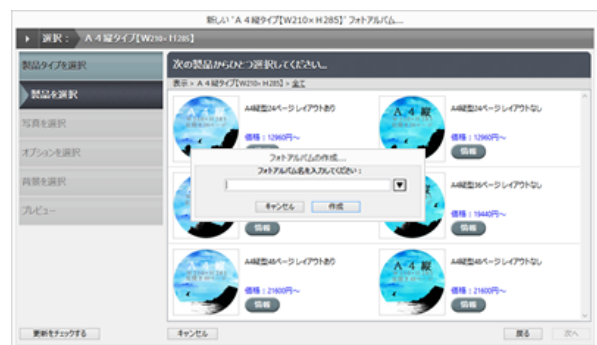 新しい "A４縦タイプ【W210×H285】" フォトアルバム...
選択： A４縦タイプ【W210×H285】
製品タイプを選択
製品を選択
写真を選択
オプションを選択
背景を選択
プレビュー
次の製品からひとつ選択してください...
表示 > A４縦タイプ【W210×H285】 > 全て
A4縦型24ページ レイアウトあり
価格：12960円～
A4縦型24ページ レイアウトなし
価格：12960円～
情報
フォトアルバムの作成...
フォトアルバム名を入力してください：
キャンセル
作成
情報
A4縦型36ページ レイアウトなし
価格：19440円～
情報
A4縦型48ページ レイアウトあり
価格：21600円～
情報
A4縦型48ページ レイアウトなし
価格：21600円～
情報
更新をチェックする
キャンセル
戻る
次へ